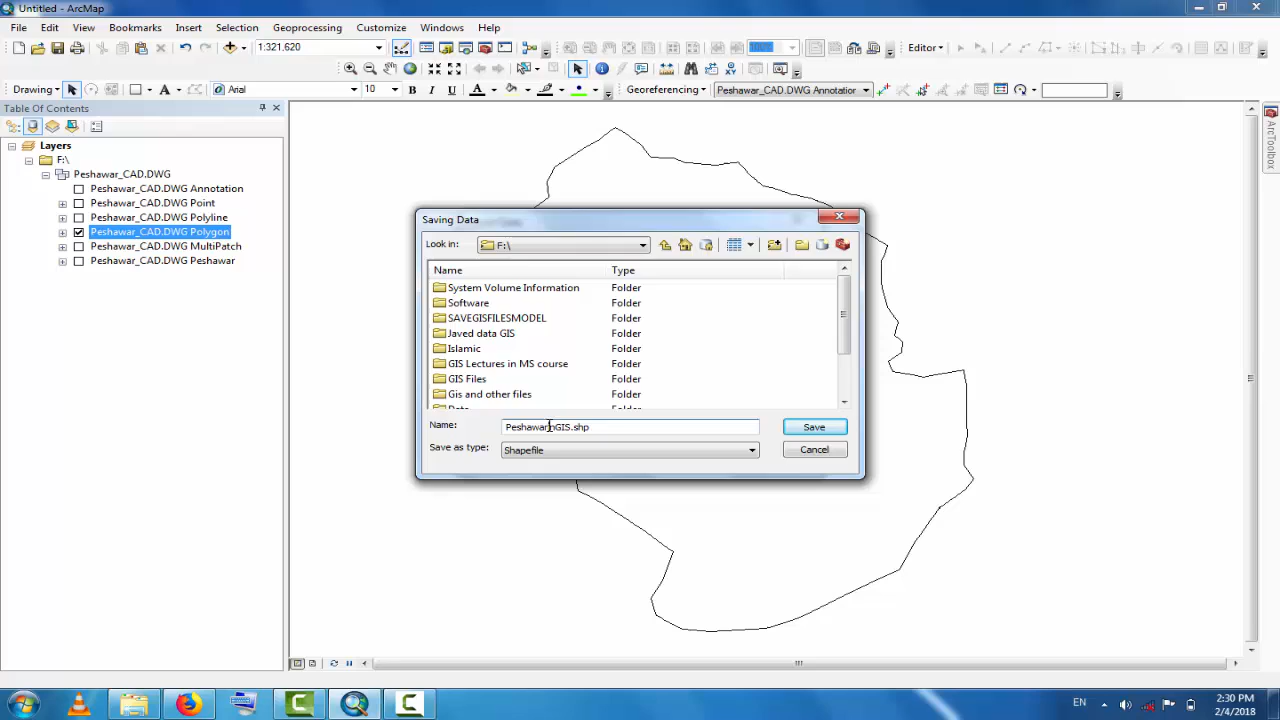 Untitled - ArcMap
File Edit View Bookmarks Insert Selection Geoprocessing Customize Windows Help
1:321.620
Editor
Drawing
Arial
10
B I U A
Georeferencing
Peshawar_CAD.DWG Annotation
Table Of Contents
Layers
F:\
Peshawar_CAD.DWG
Peshawar_CAD.DWG Annotation
Peshawar_CAD.DWG Point
Peshawar_CAD.DWG Polyline
Peshawar_CAD.DWG Polygon
Peshawar_CAD.DWG MultiPatch
Peshawar_CAD.DWG Peshawar
ArcToolbox
Saving Data
Look in: F:\
Name Type
System Volume Information Folder
Software Folder
SAVEGISFILESMODEL Folder
Javed data GIS Folder
Islamic Folder
GIS Lectures in MS course Folder
GIS Files Folder
Gis and other files Folder
Name:
Save
Save as type: Shapefile
Cancel
EN
2:30 PM
2/4/2018